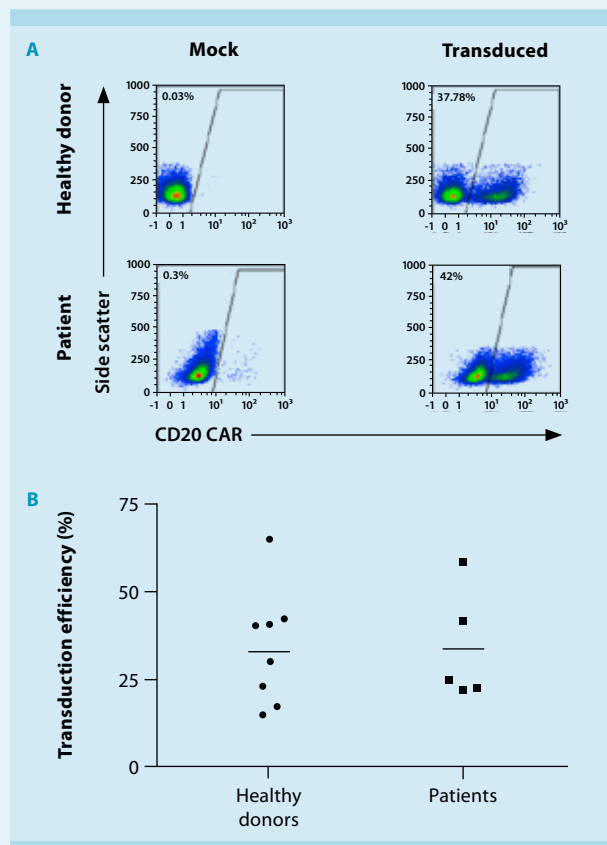 A
Mock
Transduced
Healthy donor
Patient
Side scatter
1000
750
500
250
0
0.03%
-1 0 1 10¹ 10² 10³
1000
750
500
250
0
37.78%
-1 0 1 10¹ 10² 10³
1000
750
500
250
0
0.3%
-1 0 1 10¹ 10² 10³
1000
750
500
250
0
42%
-1 0 1 10¹ 10² 10³
CD20 CAR
B
Transduction efficiency (%)
75
50
25
0
Healthy
donors
Patients